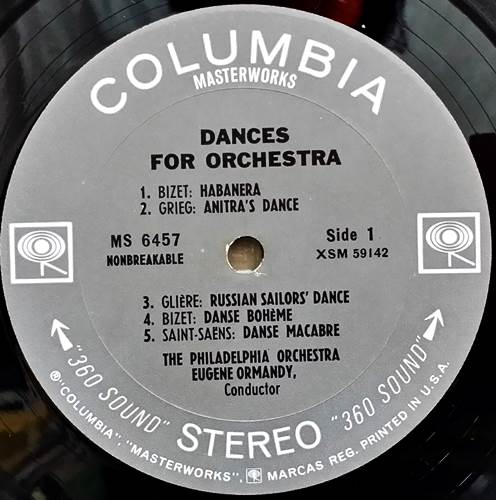 COLUMBIA
MASTERWORKS
DANCES
FOR ORCHESTRA
1. BIZET: HABANERA
2. GRIEG: ANITRA'S DANCE
MS 6457
NONBREAKABLE
Side 1
XSM 59142
3. GLIÈRE: RUSSIAN SAILORS' DANCE
4. BIZET: DANSE BOHÈME
5. SAINT-SAENS: DANSE MACABRE
THE PHILADELPHIA ORCHESTRA
EUGENE ORMANDY,
Conductor
"360 SOUND" STEREO "360 SOUND"
® "COLUMBIA", "MASTERWORKS", MARCAS REG. PRINTED IN U.S.A.